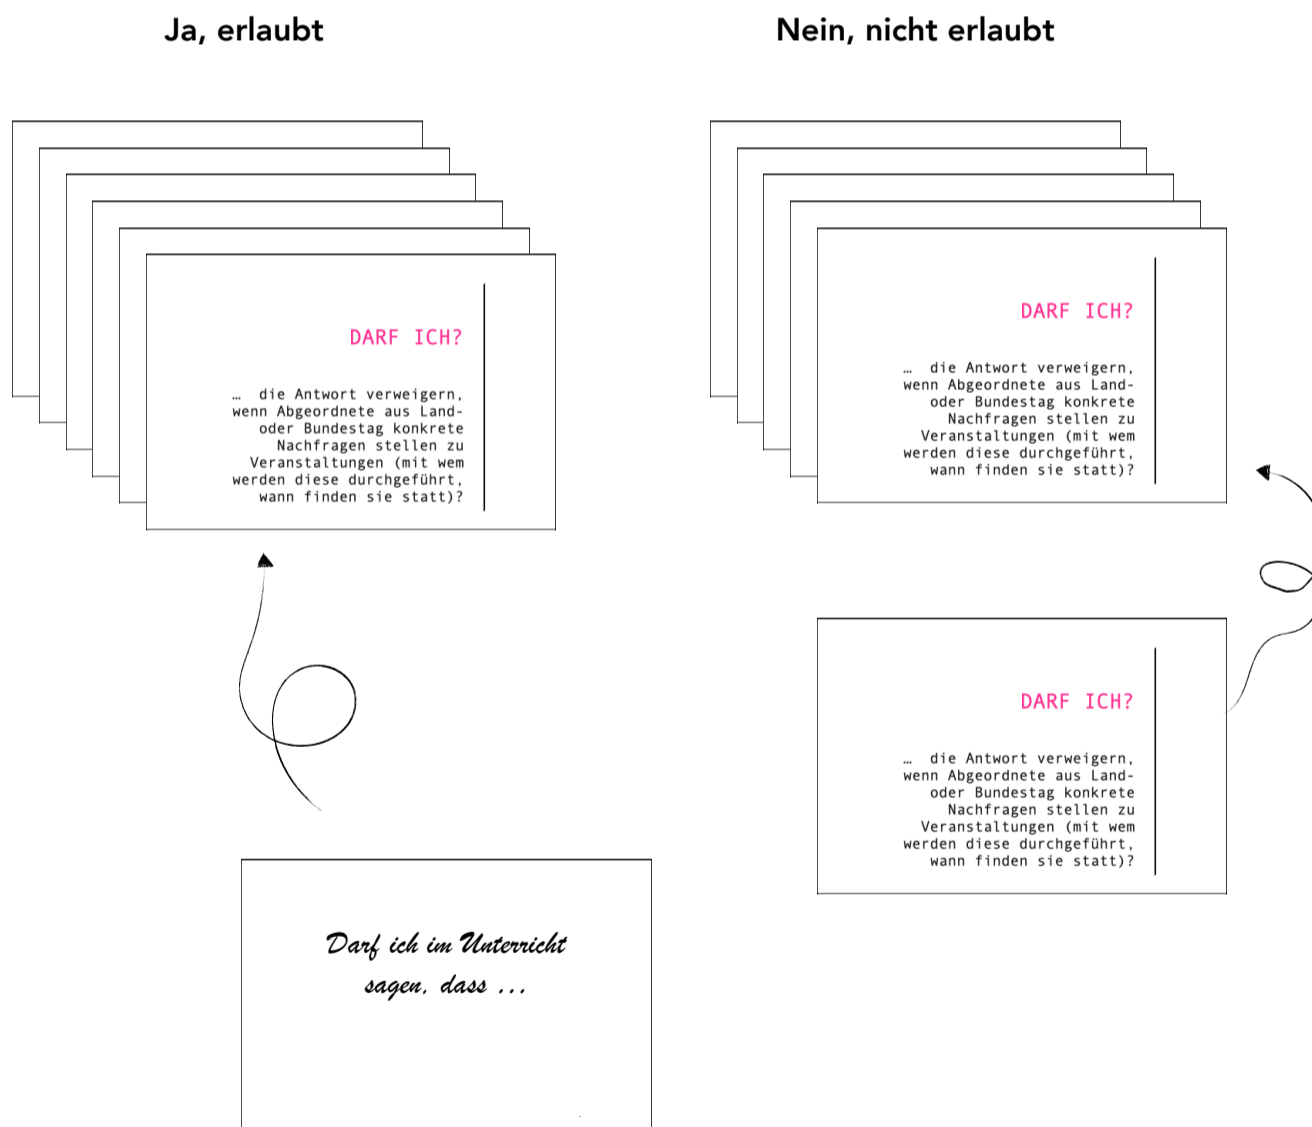 Ja, erlaubt
Nein, nicht erlaubt
DARF ICH?
… die Antwort verweigern,
wenn Abgeordnete aus Land-
oder Bundestag konkrete
Nachfragen stellen zu
Veranstaltungen (mit wem
werden diese durchgeführt,
wann finden sie statt)?
DARF ICH?
… die Antwort verweigern,
wenn Abgeordnete aus Land-
oder Bundestag konkrete
Nachfragen stellen zu
Veranstaltungen (mit wem
werden diese durchgeführt,
wann finden sie statt)?
DARF ICH?
… die Antwort verweigern,
wenn Abgeordnete aus Land-
oder Bundestag konkrete
Nachfragen stellen zu
Veranstaltungen (mit wem
werden diese durchgeführt,
wann finden sie statt)?
Darf ich im Unterricht
sagen, dass ...